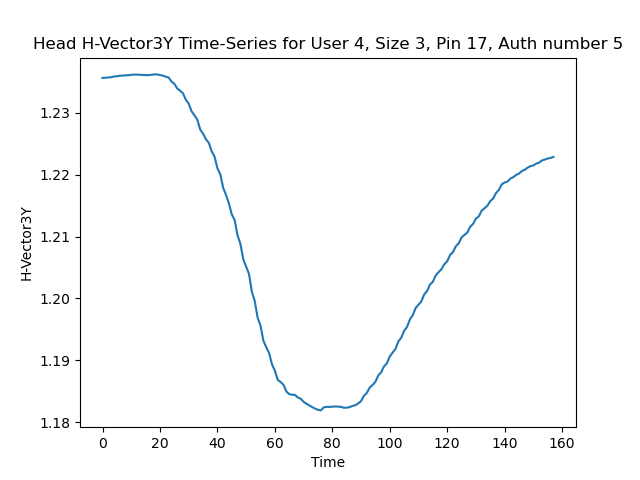 Head H-Vector3Y Time-Series for User 4, Size 3, Pin 17, Auth number 5
1.23
1.22
1.21
1.20
1.19
1.18
H-Vector3Y
0 20 40 60 80 100 120 140 160
Time